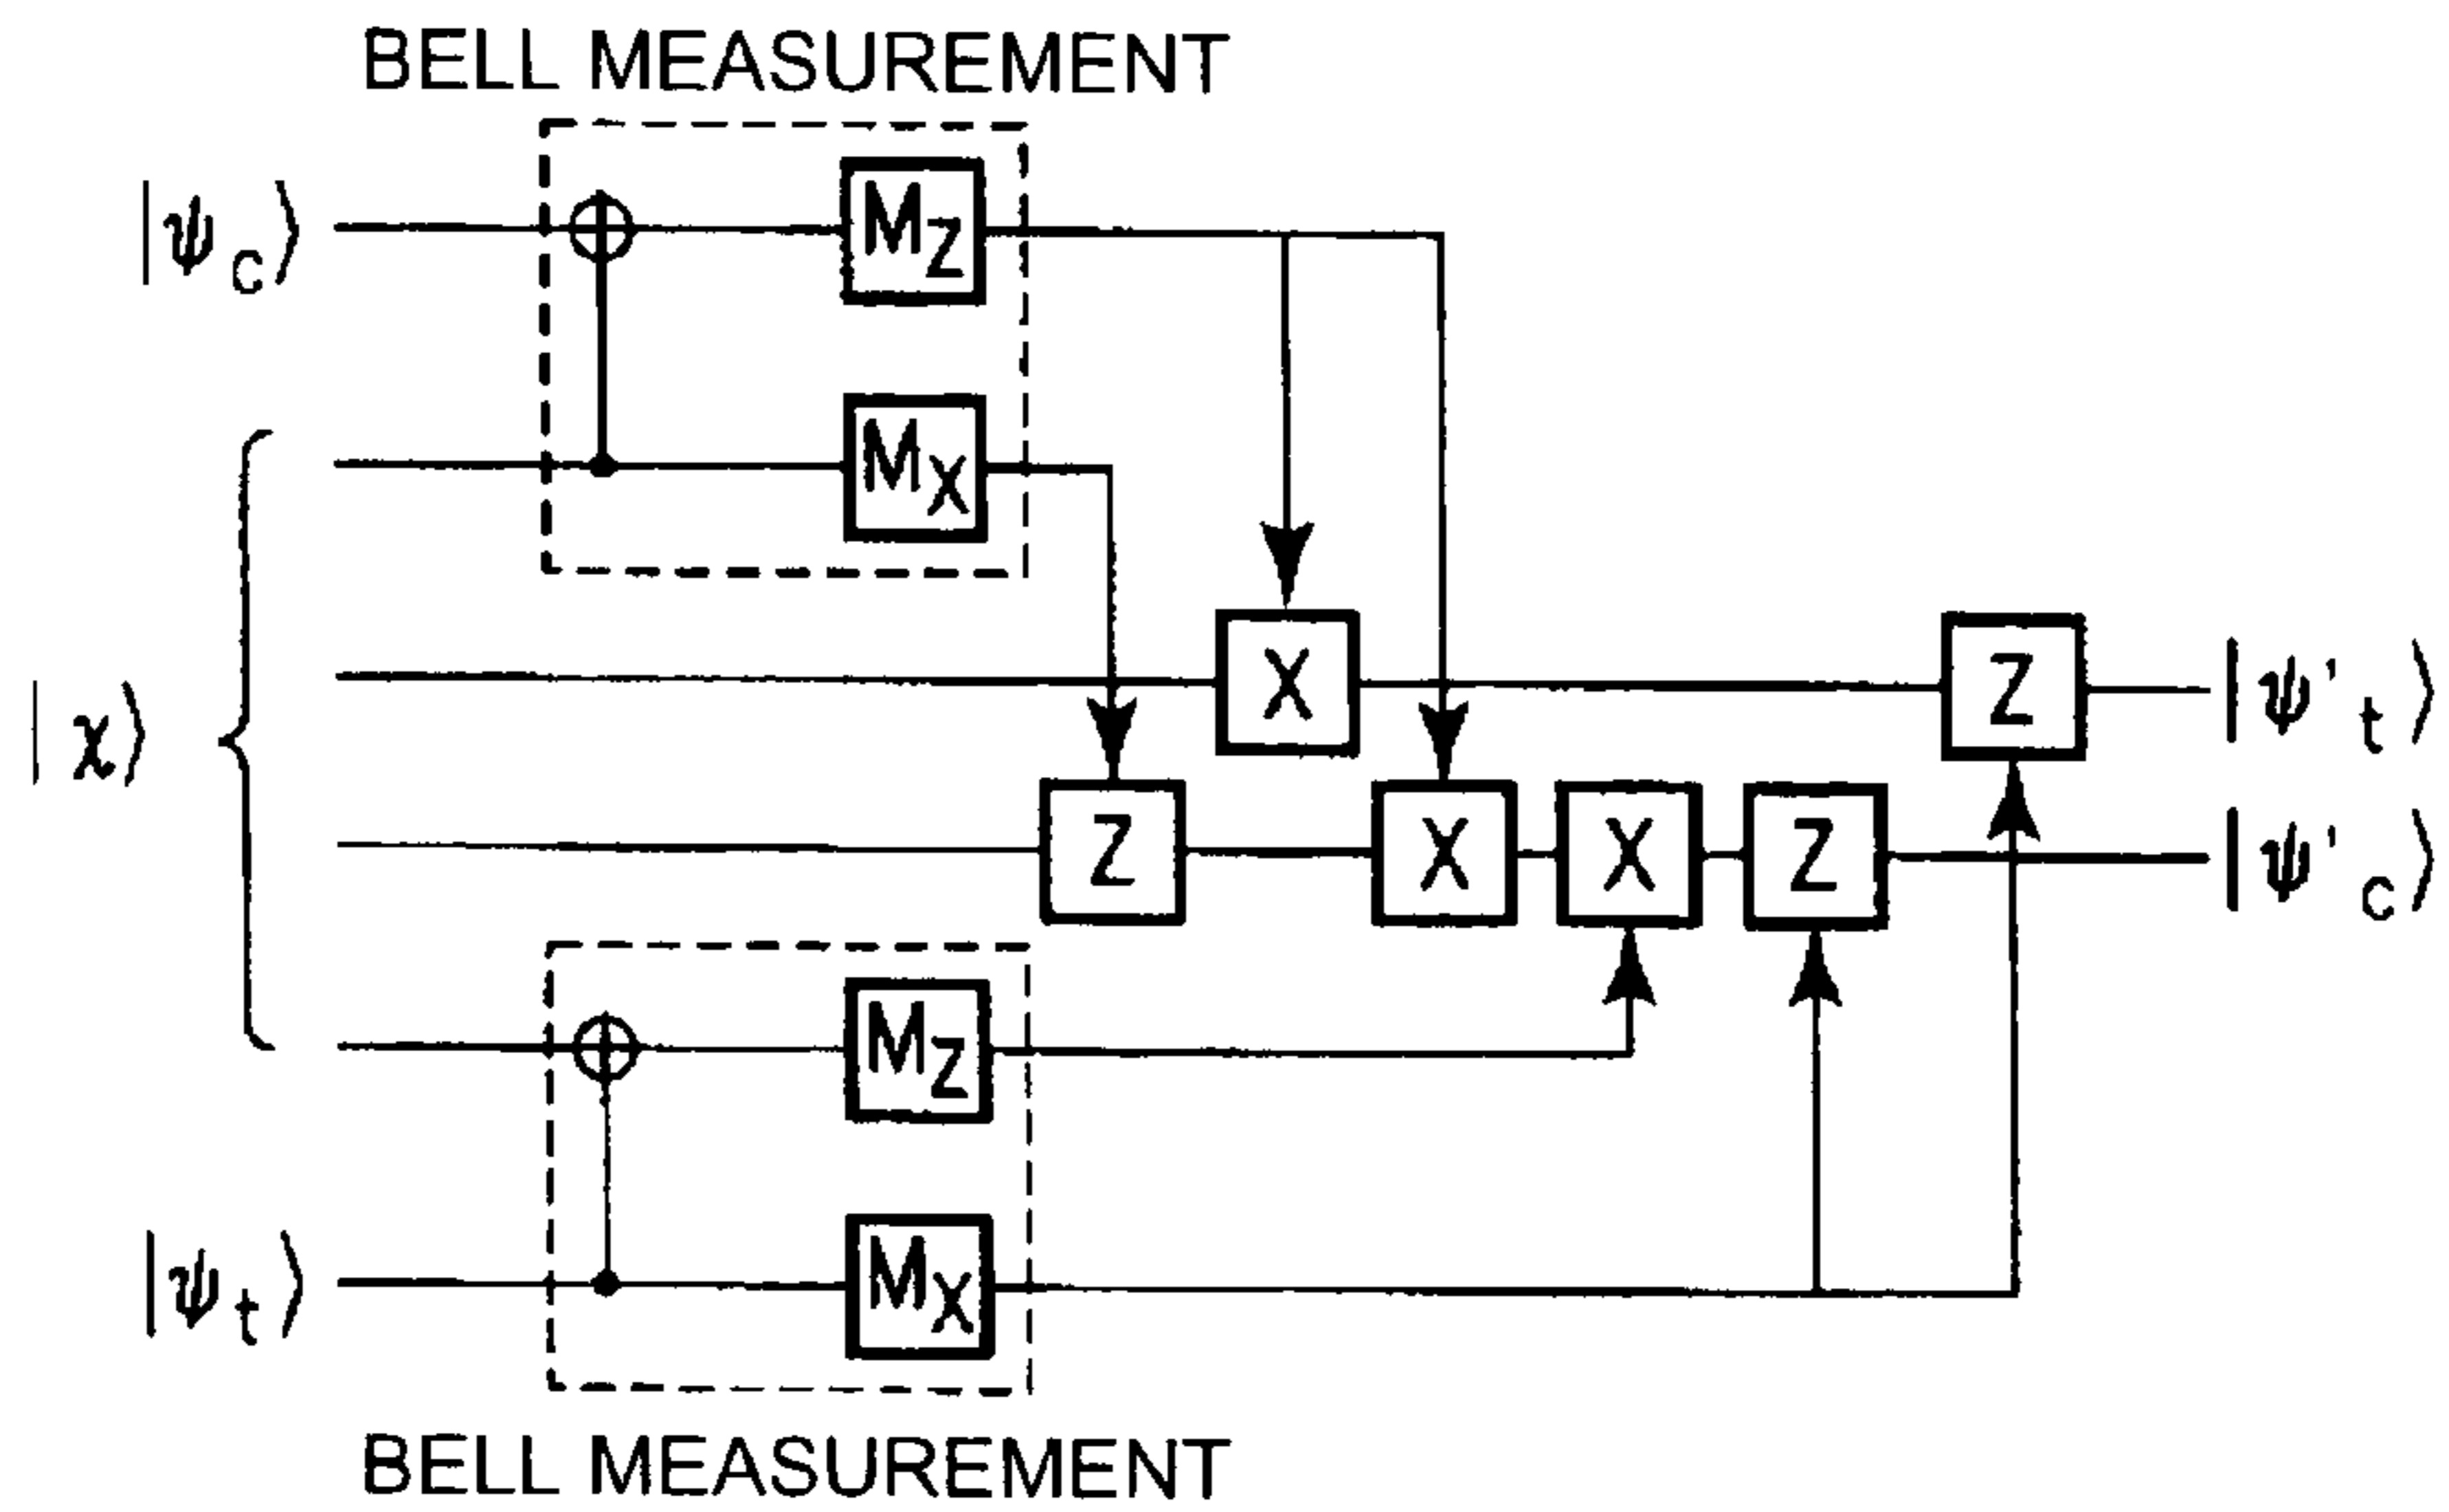 BELL MEASUREMENT
|ψc⟩
MZ
MX
|χ⟩
X
Z
|ψ't⟩
Z
X
X
Z
|ψ'c⟩
MZ
|ψt⟩
MX
BELL MEASUREMENT